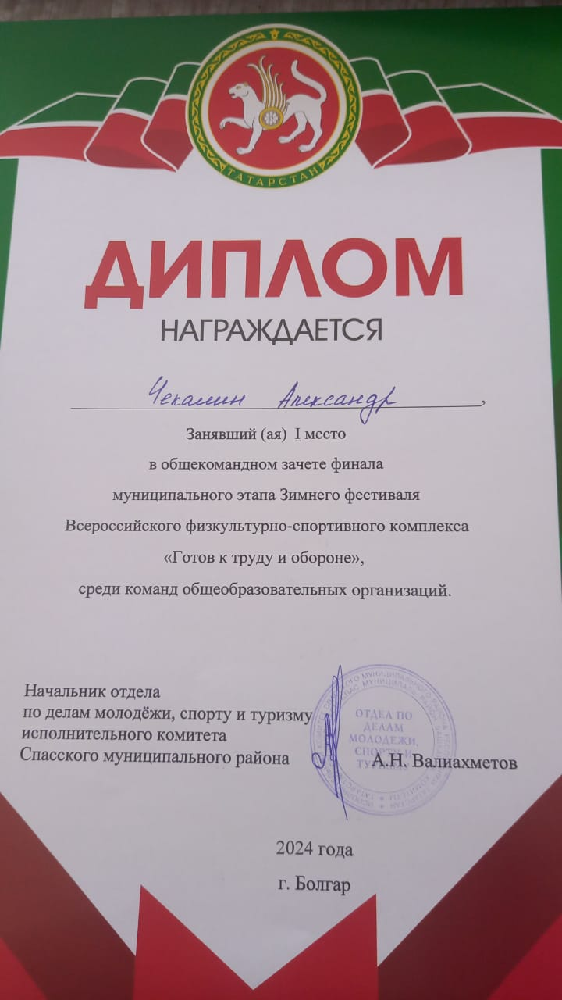 ТАТАРСТАН
ДИПЛОМ
НАГРАЖДАЕТСЯ
Чекалин Александр,
Занявший (ая) I место
в общекомандном зачете финала
муниципального этапа Зимнего фестиваля
Всероссийского физкультурно-спортивного комплекса
«Готов к труду и обороне»,
среди команд общеобразовательных организаций.
Начальник отдела
по делам молодёжи, спорту и туризму
исполнительного комитета
Спасского муниципального района
А.Н. Валиахметов
ОТДЕЛ ПО
ДЕЛАМ
МОЛОДЕЖИ,
СПОРТУ И
ТУРИЗМУ
2024 года
г. Болгар